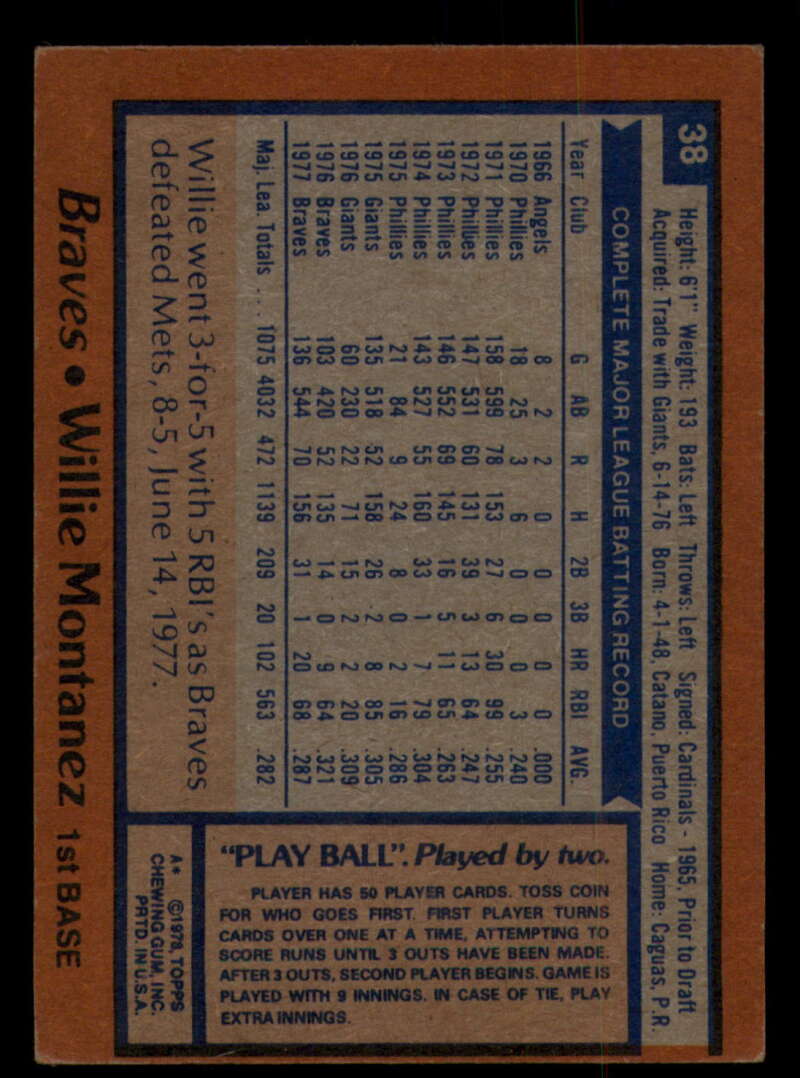 38
Height: 6'1" Weight: 193 Bats: Left Throws: Left Signed: Cardinals - 1965, Prior to Draft
Acquired: Trade with Giants, 6-14-76 Born: 4-1-48, Catano, Puerto Rico Home: Caguas, P.R.
COMPLETE MAJOR LEAGUE BATTING RECORD
Year Club G AB R H 2B 3B HR RBI AVG.
1966 Angels 8 2 2 0 0 0 0 0 .000
1970 Phillies 18 25 3 6 0 0 0 3 .240
1971 Phillies 158 599 78 153 27 6 30 99 .255
1972 Phillies 147 531 60 131 39 3 13 64 .247
1973 Phillies 146 552 69 145 16 5 11 65 .263
1974 Phillies 143 527 55 160 33 1 7 79 .304
1975 Phillies 21 84 9 24 8 0 2 16 .286
1975 Giants 135 518 52 158 26 2 8 85 .305
1976 Giants 60 230 22 71 15 2 2 20 .309
1976 Braves 103 420 52 135 14 0 9 64 .321
1977 Braves 136 544 70 156 31 1 20 68 .287
Maj. Lea. Totals ... 1075 4032 472 1139 209 20 102 563 .282
Willie went 3-for-5 with 5 RBI's as Braves
defeated Mets, 8-5, June 14, 1977.
"PLAY BALL". Played by two.
PLAYER HAS 50 PLAYER CARDS. TOSS COIN
FOR WHO GOES FIRST. FIRST PLAYER TURNS
CARDS OVER ONE AT A TIME, ATTEMPTING TO
SCORE RUNS UNTIL 3 OUTS HAVE BEEN MADE.
AFTER 3 OUTS, SECOND PLAYER BEGINS. GAME IS
PLAYED WITH 9 INNINGS. IN CASE OF TIE, PLAY
EXTRA INNINGS.
A* ©1978, TOPPS
CHEWING GUM, INC.
PRTD. IN U.S.A.
Braves • Willie Montanez 1st BASE